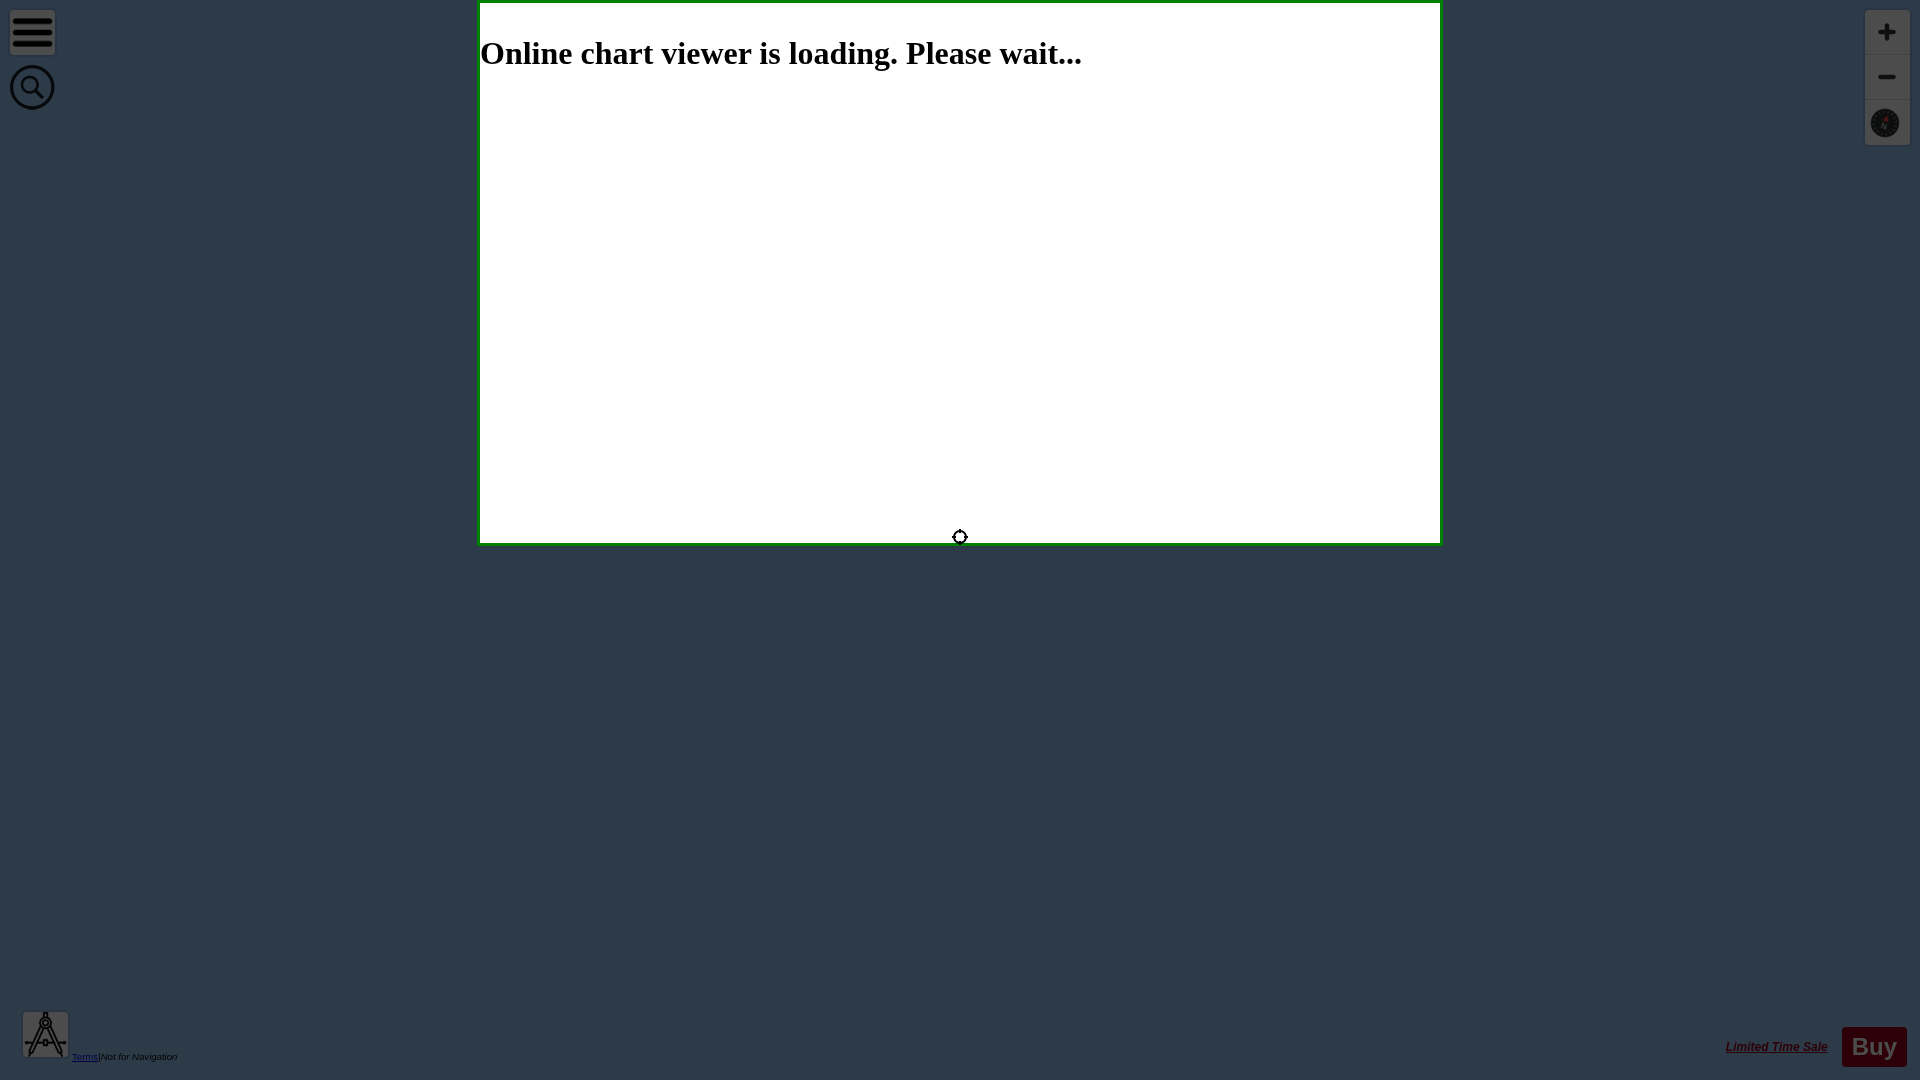 Online chart viewer is loading. Please wait...
N
Terms|Not for Navigation
Limited Time Sale
Buy